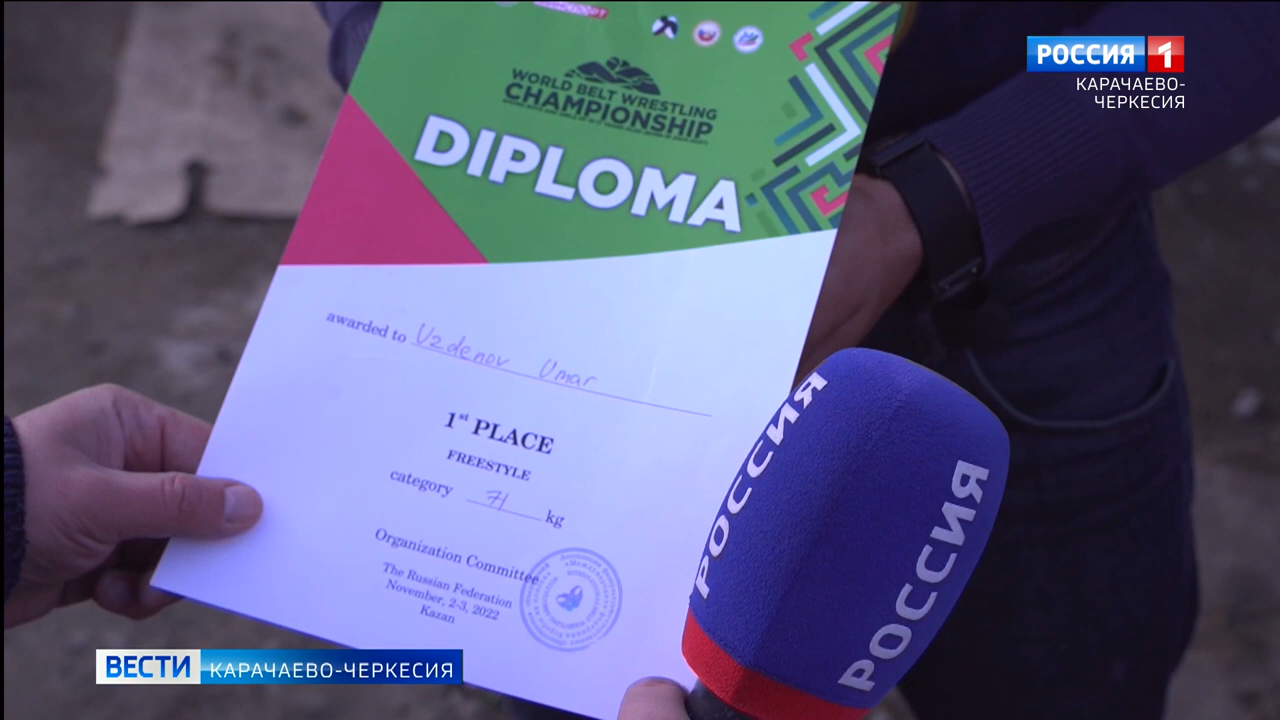 РОССИЯ 1
КАРАЧАЕВО-
ЧЕРКЕСИЯ
WORLD BELT WRESTLING
CHAMPIONSHIP
DIPLOMA
awarded to Uzdenov Umar
1st PLACE
FREESTYLE
category 71 kg
Organization Committee
The Russian Federation
November, 2-3, 2022
Kazan
РОССИЯ
РОССИЯ
ВЕСТИ КАРАЧАЕВО-ЧЕРКЕСИЯ